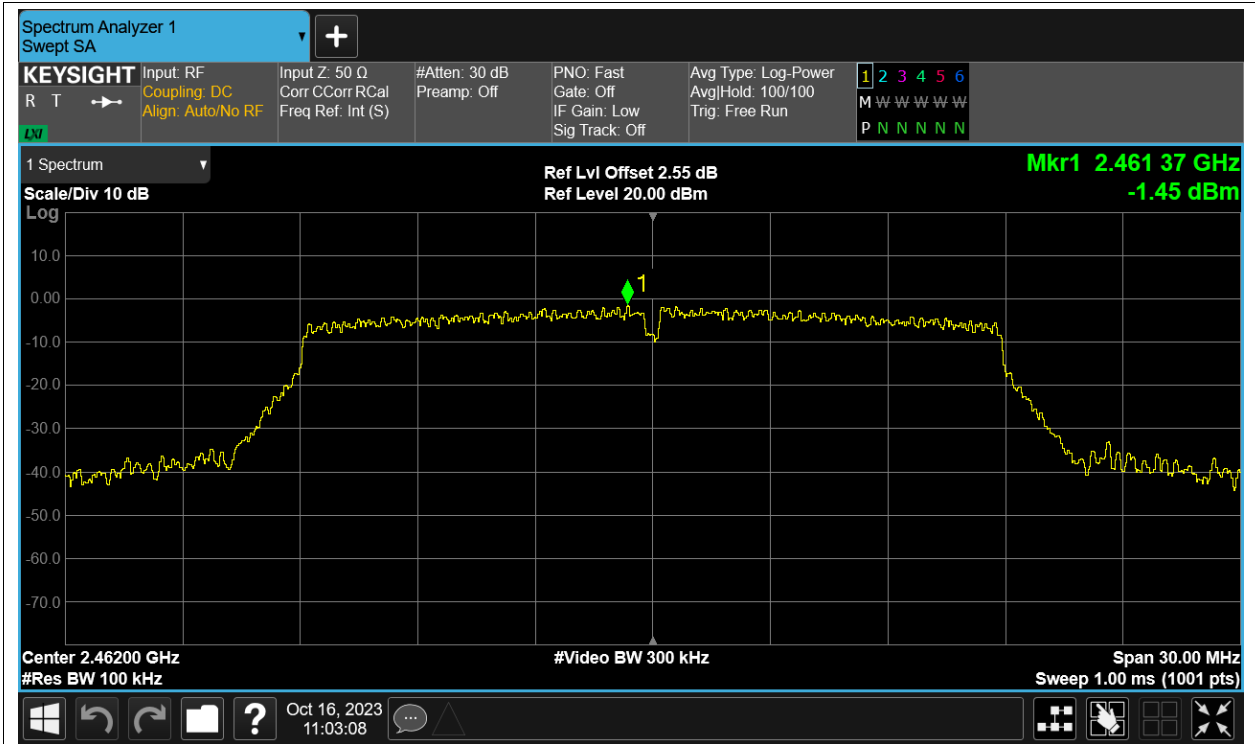 Spectrum Analyzer 1
Swept SA
KEYSIGHT
R T
LXI
Input: RF
Coupling: DC
Align: Auto/No RF
Input Z: 50 Ω
Corr CCorr RCal
Freq Ref: Int (S)
#Atten: 30 dB
Preamp: Off
PNO: Fast
Gate: Off
IF Gain: Low
Sig Track: Off
Avg Type: Log-Power
Avg|Hold: 100/100
Trig: Free Run
1 2 3 4 5 6
M W W W W W
P N N N N N
1 Spectrum
Scale/Div 10 dB
Log
Ref Lvl Offset 2.55 dB
Ref Level 20.00 dBm
Mkr1 2.461 37 GHz
-1.45 dBm
1
10.0
0.00
-10.0
-20.0
-30.0
-40.0
-50.0
-60.0
-70.0
Center 2.46200 GHz
#Res BW 100 kHz
#Video BW 300 kHz
Span 30.00 MHz
Sweep 1.00 ms (1001 pts)
?
Oct 16, 2023
11:03:08